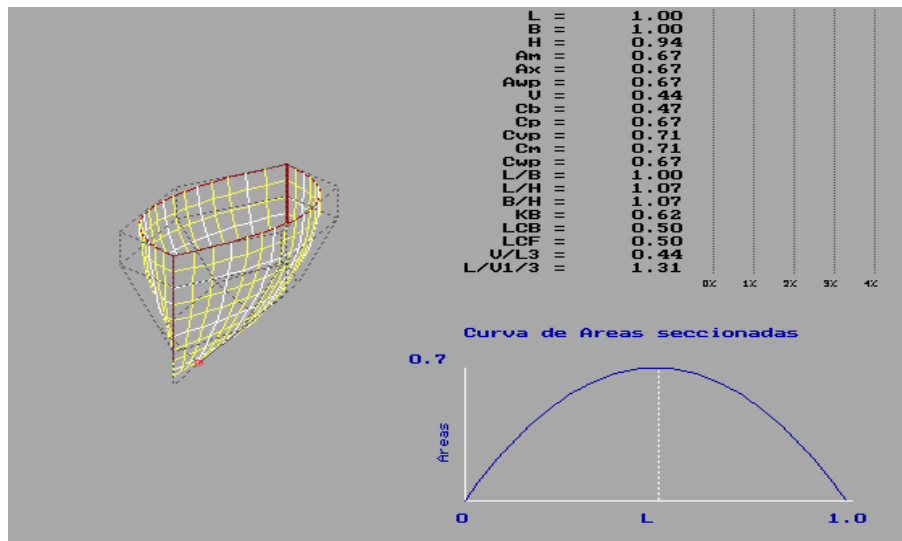 L = 1.00
B = 1.00
H = 0.94
Am = 0.67
Ax = 0.67
Awp = 0.67
V = 0.44
Cb = 0.47
Cp = 0.67
Cvp = 0.71
Cm = 0.71
Cwp = 0.67
L/B = 1.00
L/H = 1.07
B/H = 1.07
KB = 0.62
LCB = 0.50
LCF = 0.50
V/L3 = 0.44
L/V1/3 = 1.31
0% 1% 2% 3% 4%
Curva de Areas seccionadas
0.7
Areas
0 L 1.0